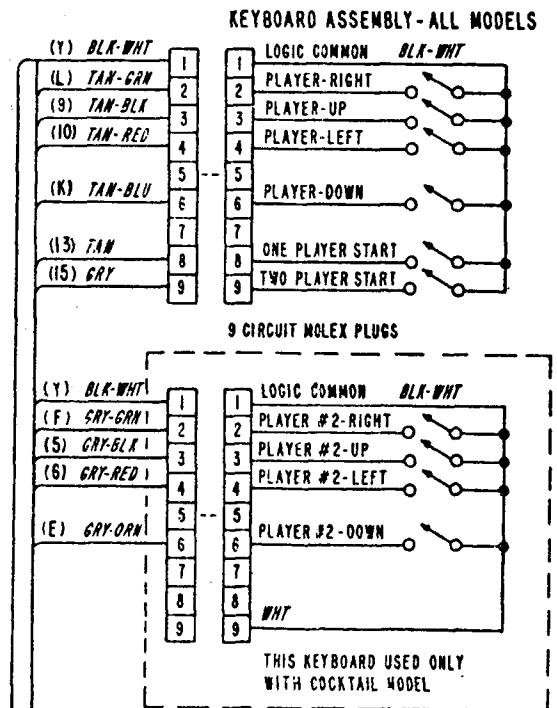 KEYBOARD ASSEMBLY-ALL MODELS
(Y) BLK-WHT 1 1 LOGIC COMMON BLK-WHT
(L) TAN-GRN 2 2 PLAYER-RIGHT
(9) TAN-BLK 3 3 PLAYER-UP
(10) TAN-RED 4 4 PLAYER-LEFT
5 -- 5
(K) TAN-BLU 6 6 PLAYER-DOWN
7 7
(13) TAN 8 8 ONE PLAYER START
(15) GRY 9 9 TWO PLAYER START
9 CIRCUIT MOLEX PLUGS
(Y) BLK-WHT 1 1 LOGIC COMMON BLK-WHT
(F) GRY-GRN 2 2 PLAYER #2-RIGHT
(5) GRY-BLK 3 3 PLAYER #2-UP
(6) GRY-RED 4 4 PLAYER #2-LEFT
5 -- 5
(E) GRY-ORN 6 6 PLAYER #2-DOWN
7 7
8 8
9 9 WHT
THIS KEYBOARD USED ONLY
WITH COCKTAIL MODEL